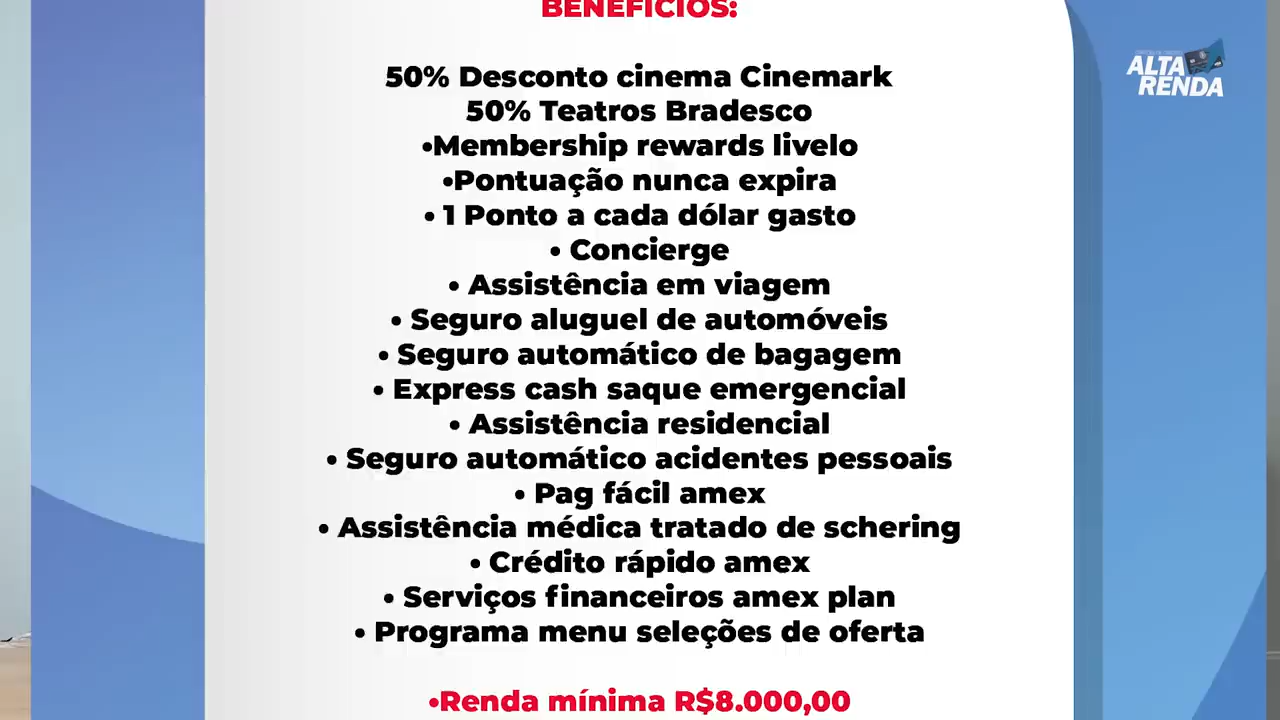 BENEFÍCIOS:
ALTA
RENDA
50% Desconto cinema Cinemark
50% Teatros Bradesco
•Membership rewards livelo
•Pontuação nunca expira
• 1 Ponto a cada dólar gasto
• Concierge
• Assistência em viagem
• Seguro aluguel de automóveis
• Seguro automático de bagagem
• Express cash saque emergencial
• Assistência residencial
• Seguro automático acidentes pessoais
• Pag fácil amex
• Assistência médica tratado de schering
• Crédito rápido amex
• Serviços financeiros amex plan
• Programa menu seleções de oferta
•Renda mínima R$8.000,00